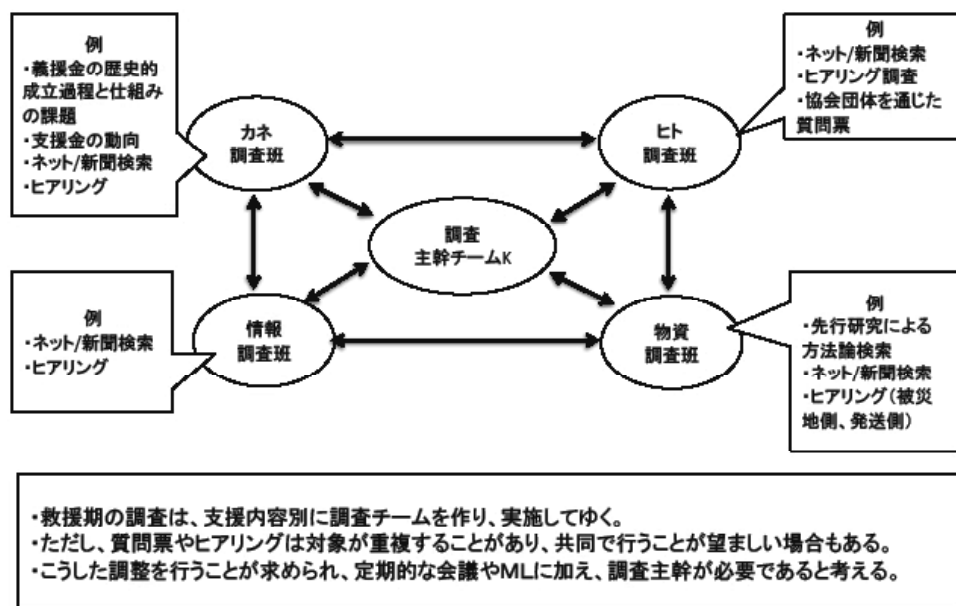 例
・義援金の歴史的
成立過程と仕組み
の課題
・支援金の動向
・ネット/新聞検索
・ヒアリング
カネ
調査班
ヒト
調査班
例
・ネット/新聞検索
・ヒアリング調査
・協会団体を通じた
質問票
調査
主幹チームK
例
・ネット/新聞検索
・ヒアリング
情報
調査班
物資
調査班
例
・先行研究による
方法論検索
・ネット/新聞検索
・ヒアリング（被災
地側、発送側）
・救援期の調査は、支援内容別に調査チームを作り、実施してゆく。
・ただし、質問票やヒアリングは対象が重複することがあり、共同で行うことが望ましい場合もある。
・こうした調整を行うことが求められ、定期的な会議やMLに加え、調査主幹が必要であると考える。